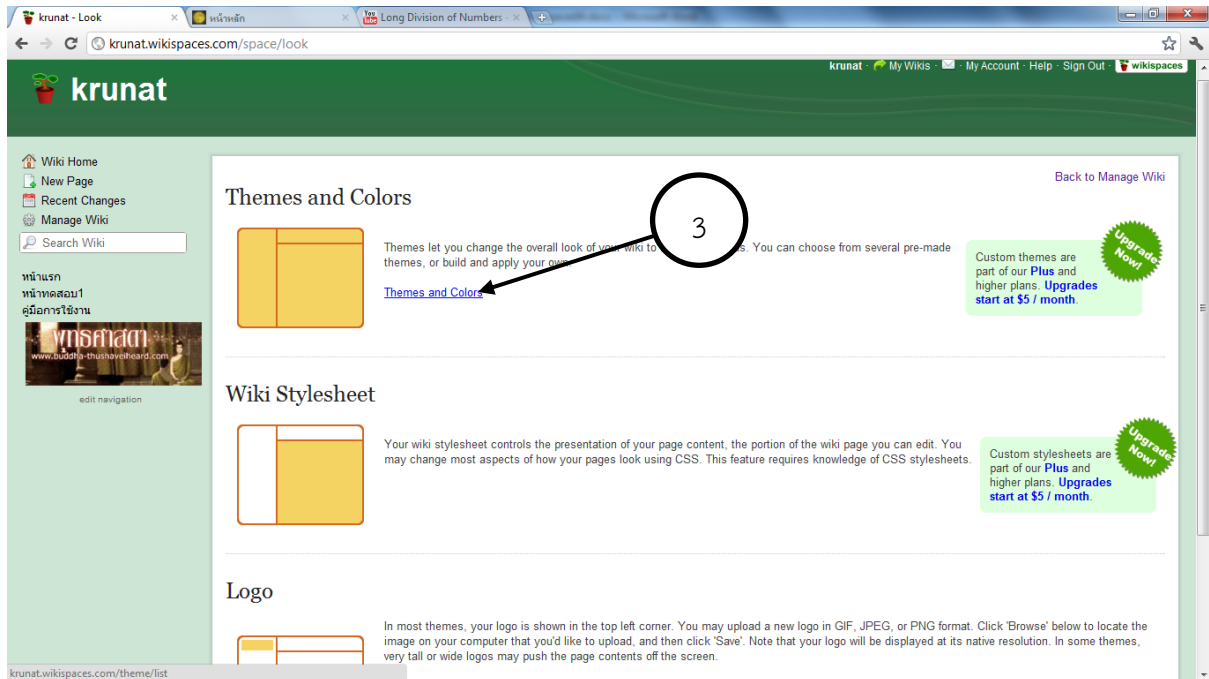 krunat - Look
หน้าหลัก
You Tube Long Division of Numbers -
krunat.wikispaces.com/space/look
krunat · My Wikis · · My Account · Help · Sign Out · wikispaces
krunat
Wiki Home
New Page
Recent Changes
Manage Wiki
Search Wiki
หน้าแรก
หน้าทดสอบ1
คู่มือการใช้งาน
พุทธศาสดา
www.buddha-thushaveiheard.com
edit navigation
Back to Manage Wiki
Themes and Colors
3
Themes let you change the overall look of your wiki to s. You can choose from several pre-made
themes, or build and apply your own.
Themes and Colors
Custom themes are
part of our Plus and
higher plans. Upgrades
start at $5 / month.
Upgrade
Now!
Wiki Stylesheet
Your wiki stylesheet controls the presentation of your page content, the portion of the wiki page you can edit. You
may change most aspects of how your pages look using CSS. This feature requires knowledge of CSS stylesheets.
Custom stylesheets are
part of our Plus and
higher plans. Upgrades
start at $5 / month.
Upgrade
Now!
Logo
In most themes, your logo is shown in the top left corner. You may upload a new logo in GIF, JPEG, or PNG format. Click 'Browse' below to locate the
image on your computer that you'd like to upload, and then click 'Save'. Note that your logo will be displayed at its native resolution. In some themes,
very tall or wide logos may push the page contents off the screen.
krunat.wikispaces.com/theme/list